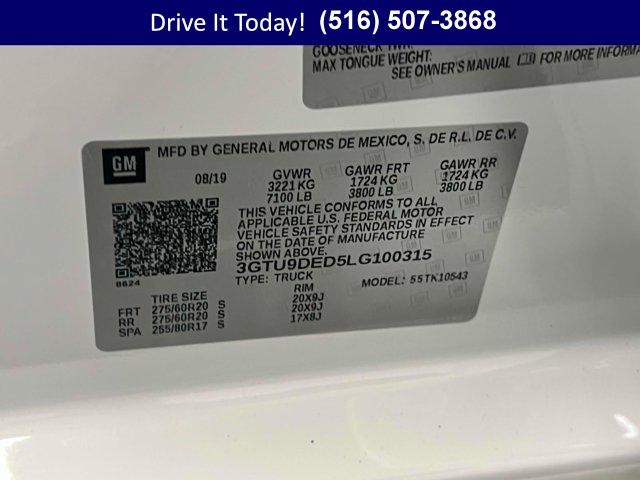 Drive It Today! (516) 507-3868
MAX TONGUE WEIGHT:
SEE OWNER'S MANUAL FOR MORE INFORMA
GM
MFD BY GENERAL MOTORS DE MEXICO, S. DE R.L. DE C.V.
08/19
GVWR GAWR FRT GAWR RR
3221 KG 1724 KG 1724 KG
7100 LB 3800 LB 3800 LB
THIS VEHICLE CONFORMS TO ALL
APPLICABLE U.S. FEDERAL MOTOR
VEHICLE SAFETY STANDARDS IN EFFECT
ON THE DATE OF MANUFACTURE
SHOWN ABOVE.
3GTU9DED5LG100315
TYPE: TRUCK MODEL: 55TK10543
8624
TIRE SIZE RIM
FRT 275/60R20 S 20X9J
RR 275/60R20 S 20X9J
SPA 255/80R17 S 17X8J